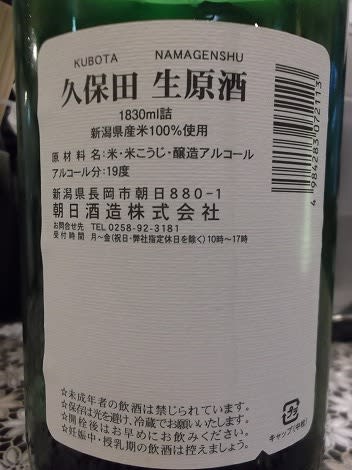 KUBOTA NAMAGENSHU
久保田 生原酒
1830ml詰
新潟県産米100%使用
原材料名:米・米こうじ・醸造アルコール
アルコール分:19度
新潟県長岡市朝日880-1
朝日酒造株式会社
お問合せ先 TEL 0258-92-3181
受付時間 月～金(祝日・弊社指定休日を除く)10時～17時
4984283072113
☆未成年者の飲酒は禁じられています。
☆保存は光を避け、冷蔵でお願いいたします。
☆開栓後はお早めにお飲みください。
☆妊娠中・授乳期の飲酒は控えましょう。
キャップ(中栓)